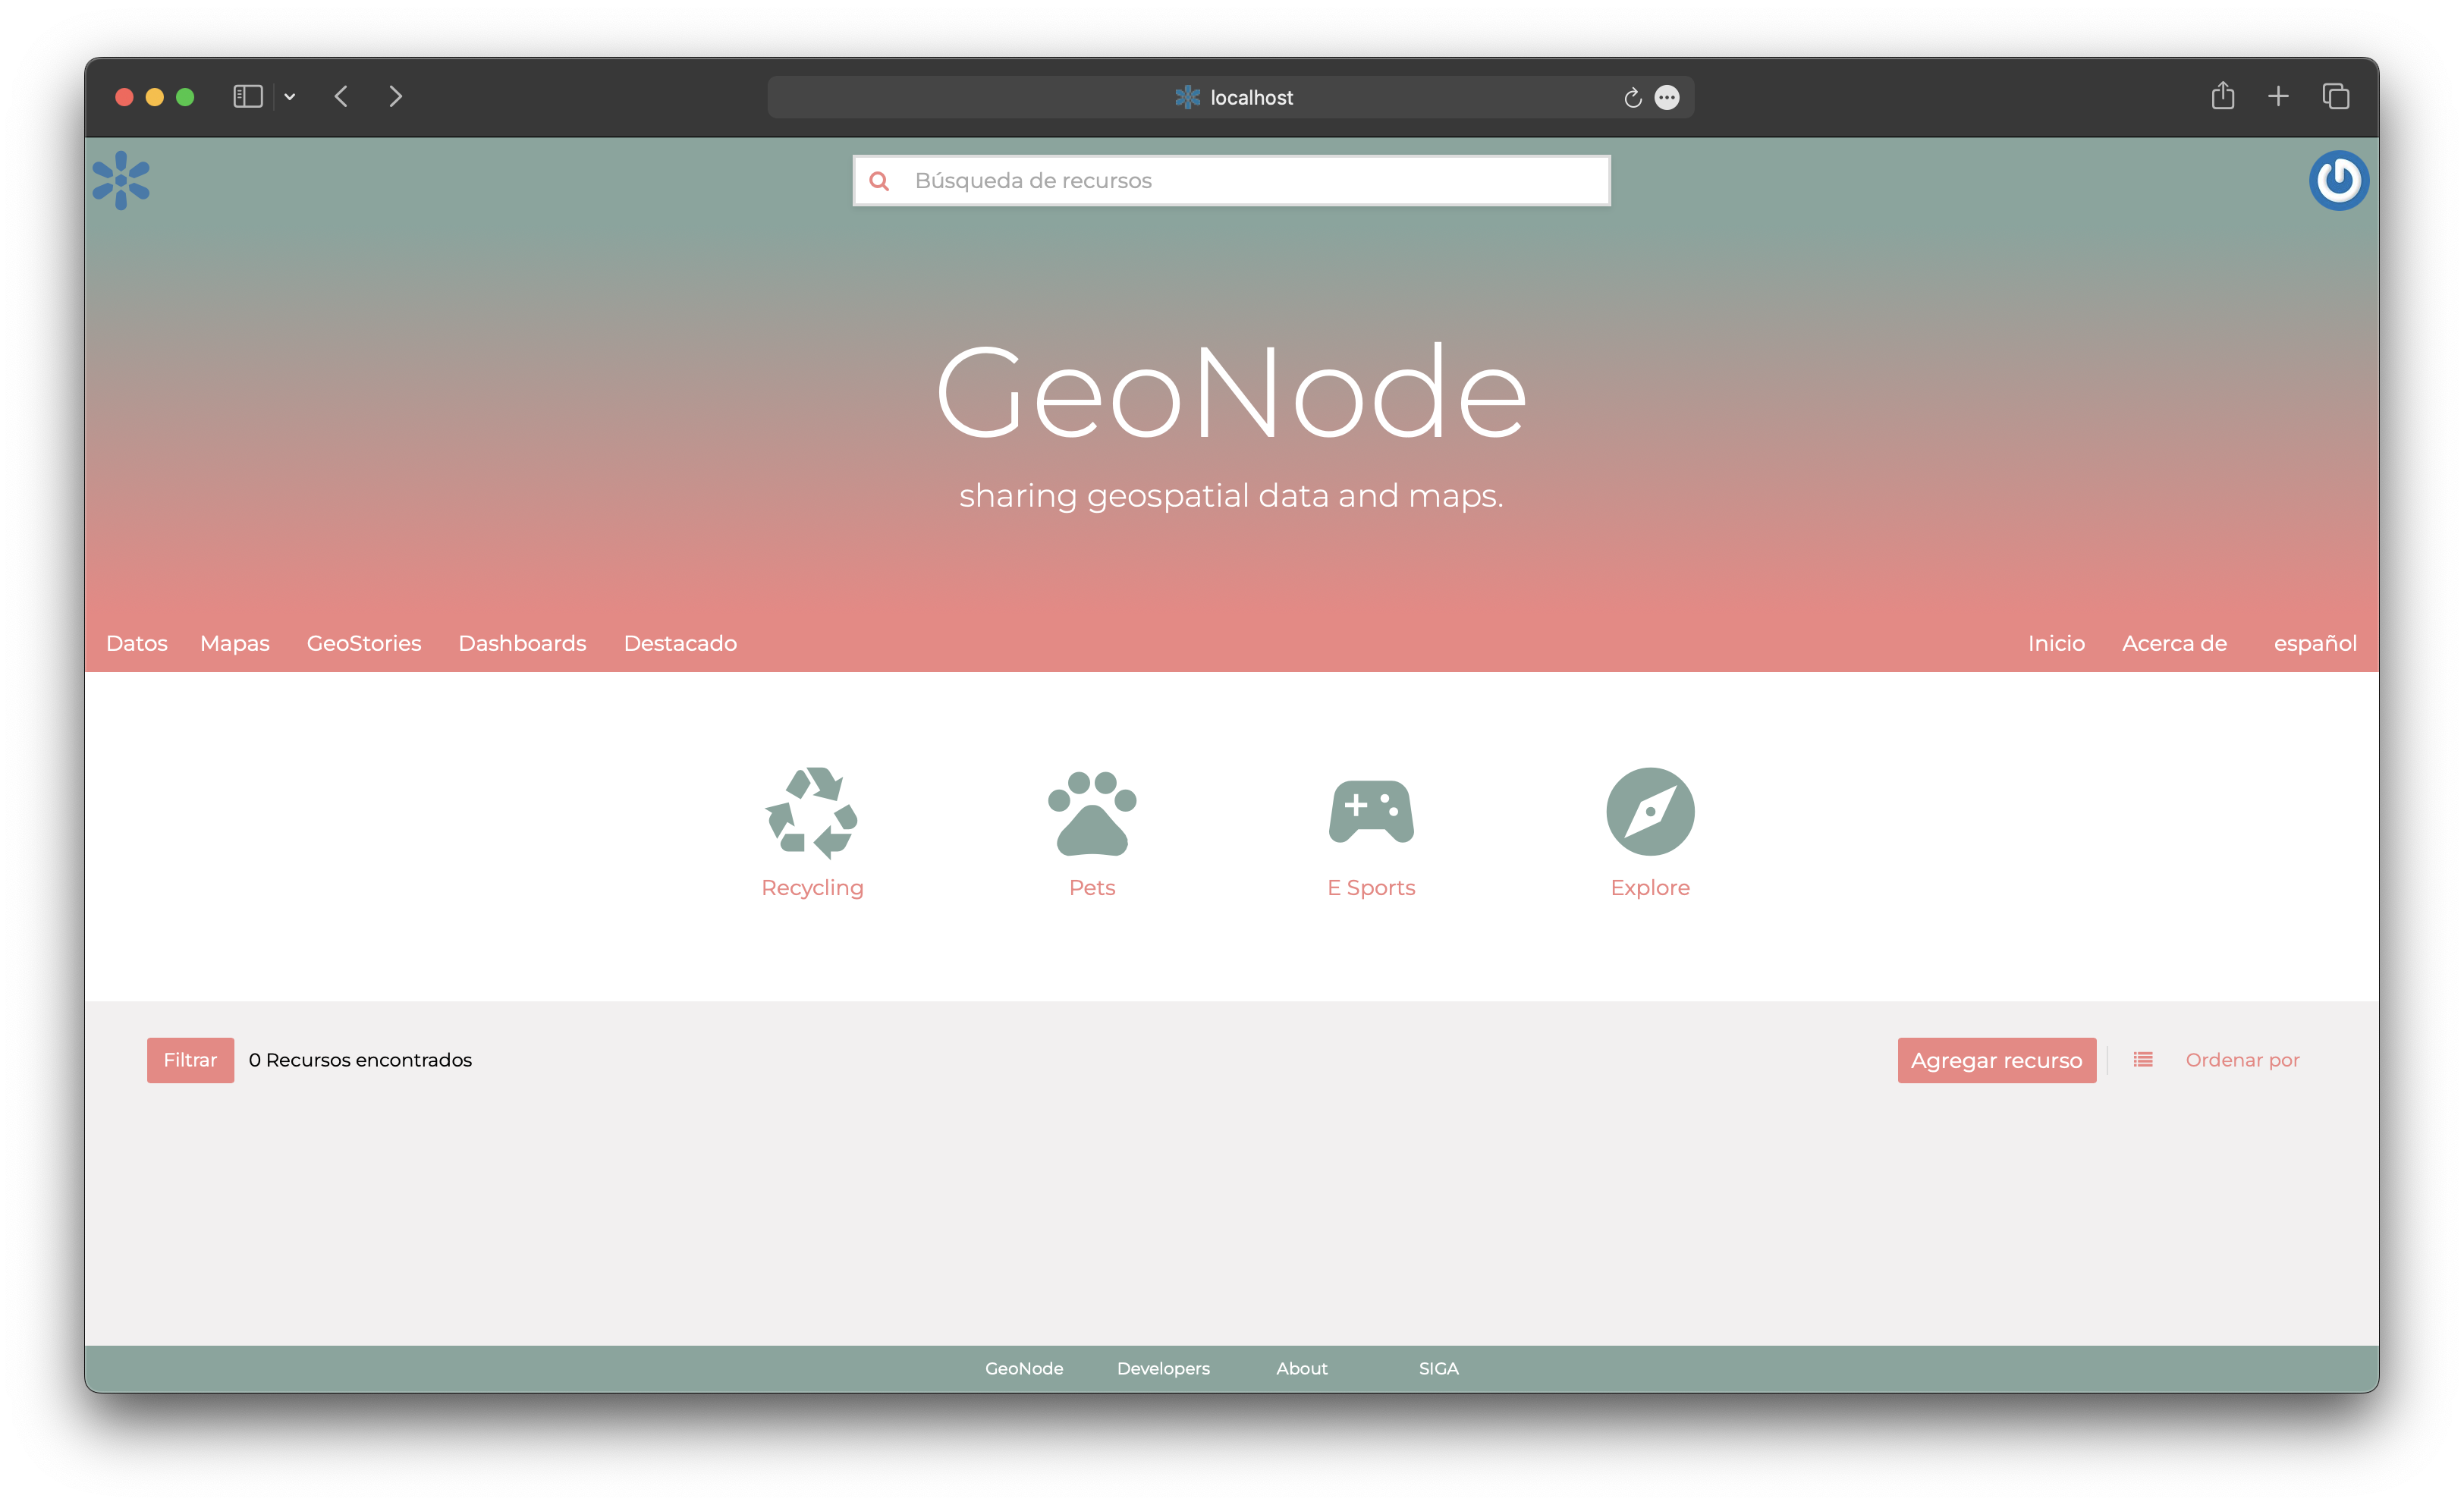 localhost
Búsqueda de recursos
GeoNode
sharing geospatial data and maps.
Datos Mapas GeoStories Dashboards Destacado Inicio Acerca de español
Recycling Pets E Sports Explore
Filtrar 0 Recursos encontrados Agregar recurso Ordenar por
GeoNode Developers About SIGA